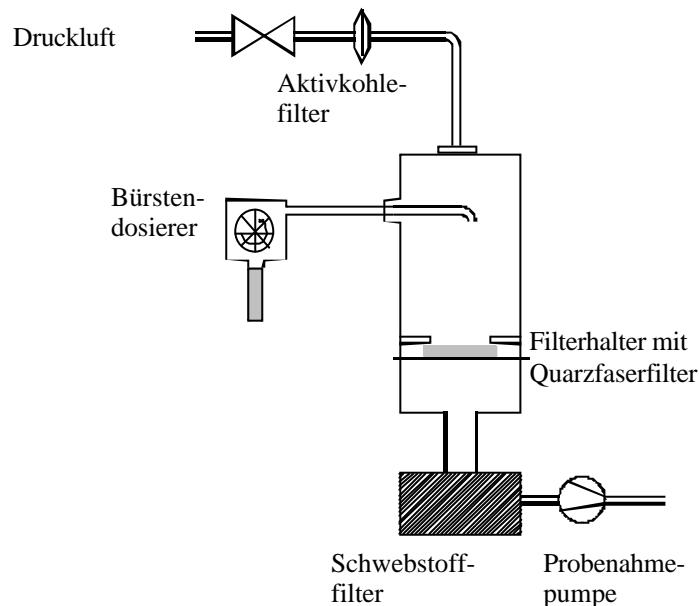 Druckluft
Aktivkohle-
filter
Bürsten-
dosierer
Filterhalter mit
Quarzfaserfilter
Schwebstoff-
filter
Probenahme-
pumpe